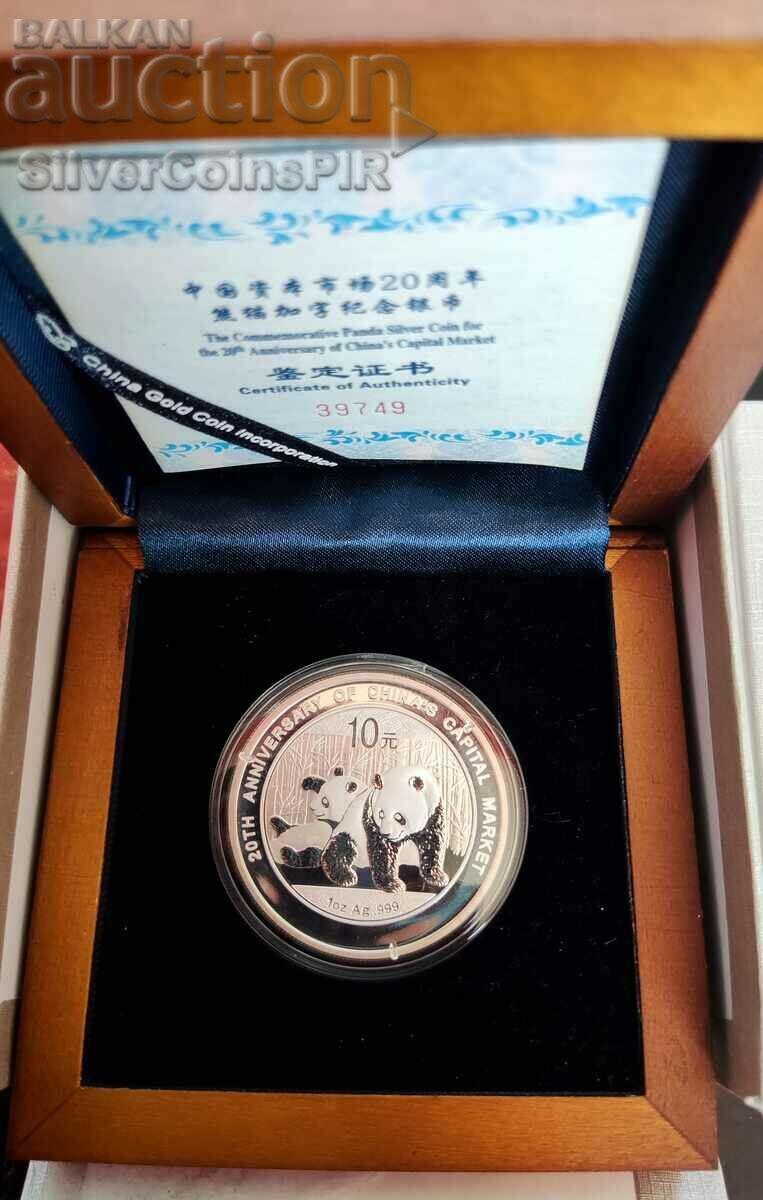 BALKAN
auction
SilverCoinsPIR
中国资本市场20周年
熊猫加字纪念银币
The Commemorative Panda Silver Coin for
the 20th Anniversary of China's Capital Market
鉴定证书
Certificate of Authenticity
39749
China Gold Coin Incorporation
20TH ANNIVERSARY OF CHINA'S CAPITAL MARKET
10元
1oz Ag .999